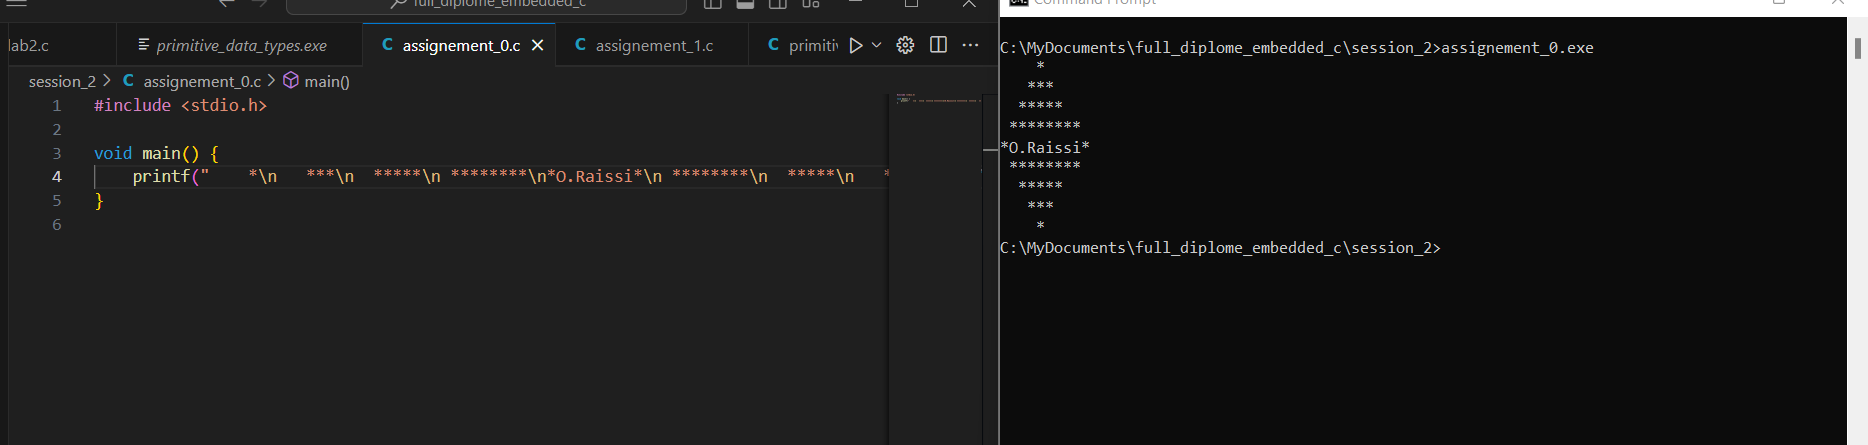 full_diplome_embedded_c
lab2.c primitive_data_types.exe C assignement_0.c C assignement_1.c C primitiv
session_2 > C assignement_0.c > main()
1 #include <stdio.h>
2
3 void main() {
4     printf("    *\n   ***\n  *****\n ********\n*O.Raissi*\n ********\n  *****\n   *
5 }
6
Command Prompt
C:\MyDocuments\full_diplome_embedded_c\session_2>assignement_0.exe
    *
   ***
  *****
 ********
*O.Raissi*
 ********
  *****
   ***
    *
C:\MyDocuments\full_diplome_embedded_c\session_2>